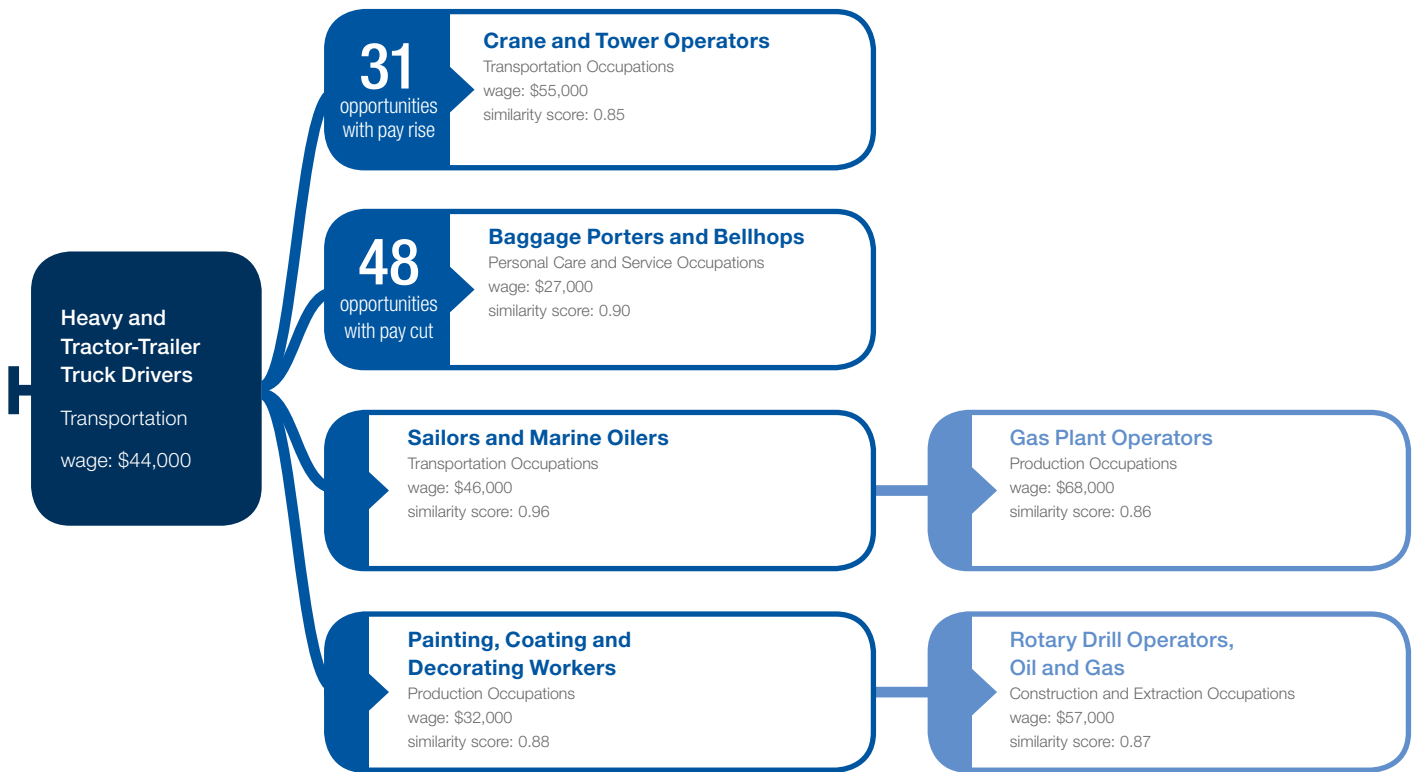 Heavy and
Tractor-Trailer
Truck Drivers
Transportation
wage: $44,000
31
opportunities
with pay rise
Crane and Tower Operators
Transportation Occupations
wage: $55,000
similarity score: 0.85
48
opportunities
with pay cut
Baggage Porters and Bellhops
Personal Care and Service Occupations
wage: $27,000
similarity score: 0.90
Sailors and Marine Oilers
Transportation Occupations
wage: $46,000
similarity score: 0.96
Gas Plant Operators
Production Occupations
wage: $68,000
similarity score: 0.86
Painting, Coating and
Decorating Workers
Production Occupations
wage: $32,000
similarity score: 0.88
Rotary Drill Operators,
Oil and Gas
Construction and Extraction Occupations
wage: $57,000
similarity score: 0.87